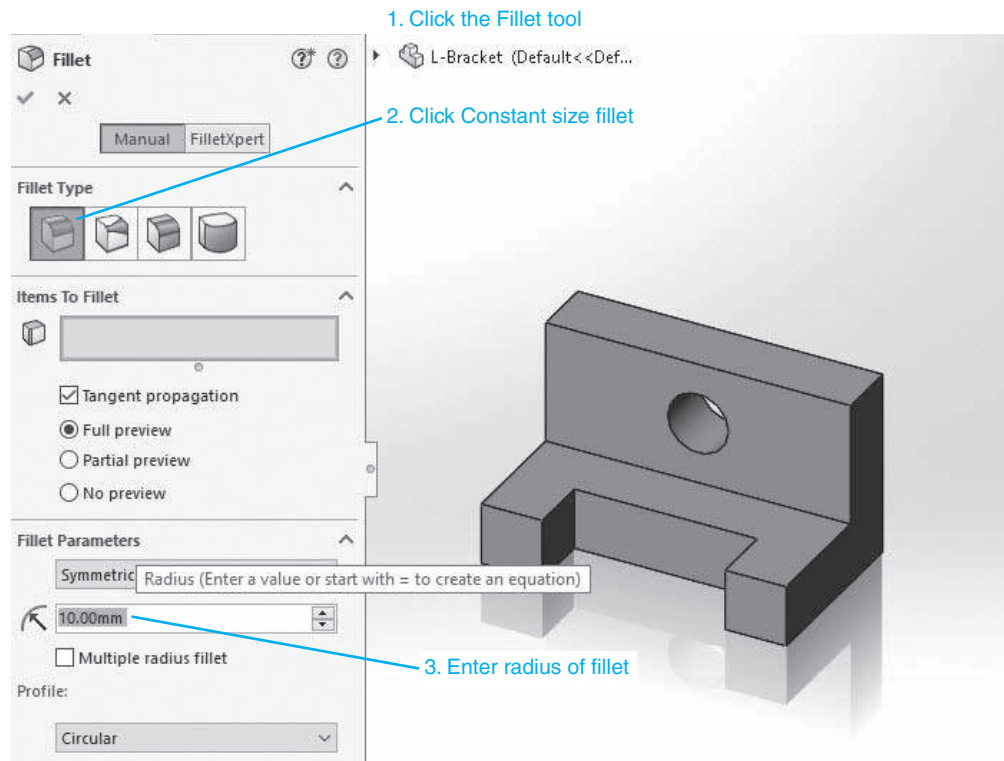 1. Click the Fillet tool
Fillet
L-Bracket (Default<<Def...
2. Click Constant size fillet
Manual
FilletXpert
Fillet Type
Items To Fillet
Tangent propagation
Full preview
Partial preview
No preview
Fillet Parameters
Symmetric
Radius (Enter a value or start with = to create an equation)
10.00mm
Multiple radius fillet
3. Enter radius of fillet
Profile:
Circular